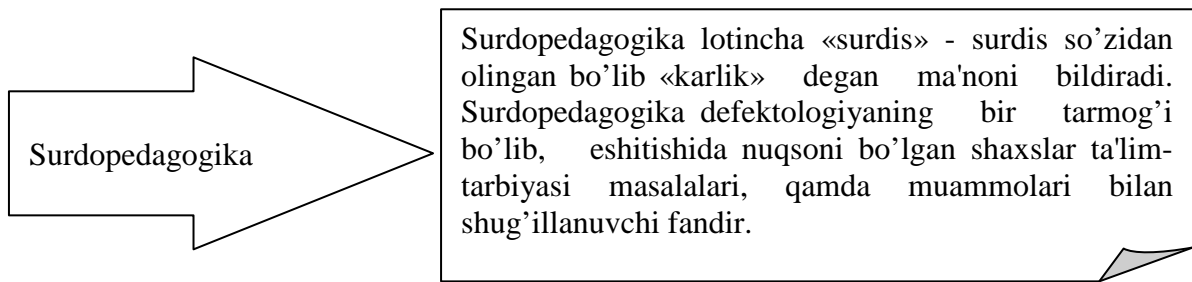 Surdopedagogika
Surdopedagogika lotincha «surdis» - surdis so’zidan
olingan bo’lib «karlik» degan ma'noni bildiradi.
Surdopedagogika defektologiyaning bir tarmog’i
bo’lib, eshitishida nuqsoni bo’lgan shaxslar ta'lim-
tarbiyasi masalalari, qamda muammolari bilan
shug’illanuvchi fandir.